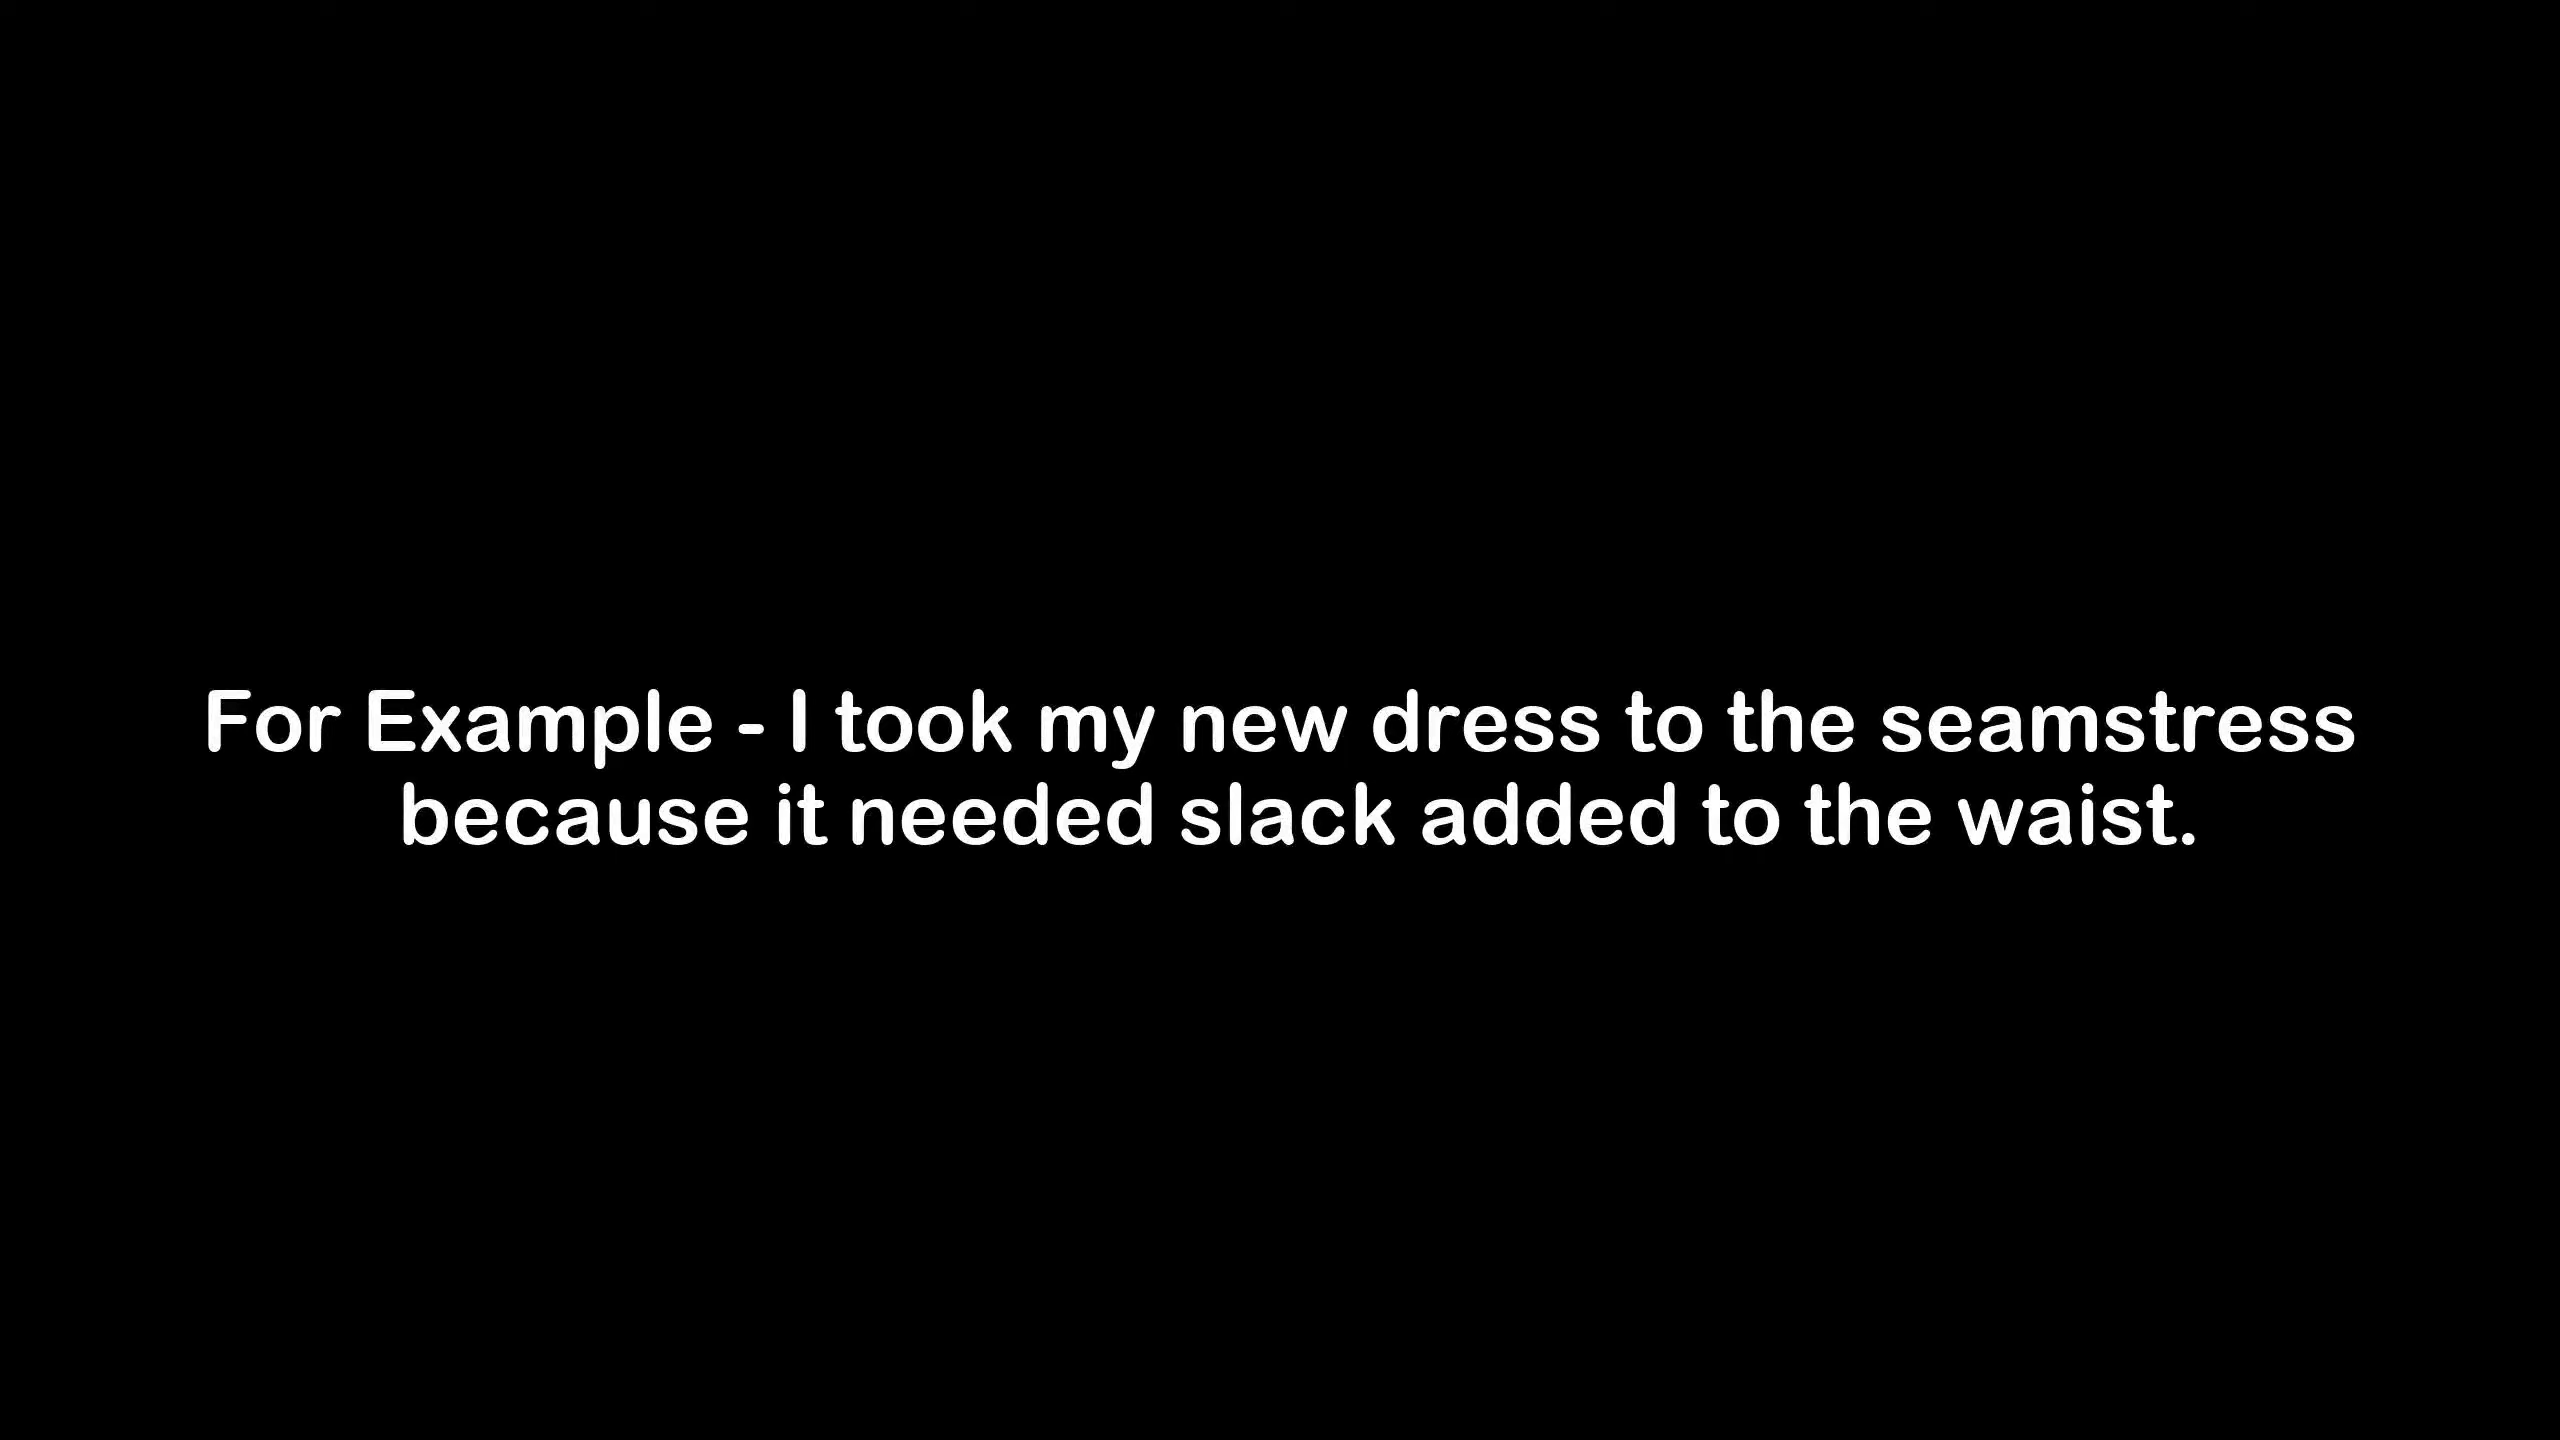 For Example - I took my new dress to the seamstress
because it needed slack added to the waist.